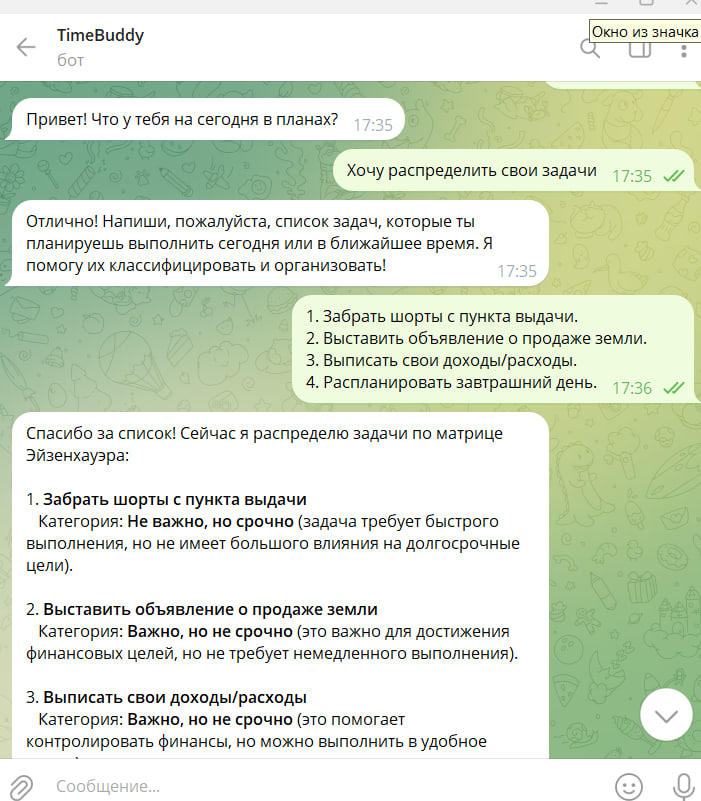 Окно из значка
TimeBuddy
бот
Привет! Что у тебя на сегодня в планах? 17:35
Хочу распределить свои задачи 17:35
Отлично! Напиши, пожалуйста, список задач, которые ты
планируешь выполнить сегодня или в ближайшее время. Я
помогу их классифицировать и организовать! 17:35
1. Забрать шорты с пункта выдачи.
2. Выставить объявление о продаже земли.
3. Выписать свои доходы/расходы.
4. Распланировать завтрашний день. 17:36
Спасибо за список! Сейчас я распределю задачи по матрице
Эйзенхауэра:
1. Забрать шорты с пункта выдачи
Категория: Не важно, но срочно (задача требует быстрого
выполнения, но не имеет большого влияния на долгосрочные
цели).
2. Выставить объявление о продаже земли
Категория: Важно, но не срочно (это важно для достижения
финансовых целей, но не требует немедленного выполнения).
3. Выписать свои доходы/расходы
Категория: Важно, но не срочно (это помогает
контролировать финансы, но можно выполнить в удобное
Сообщение...